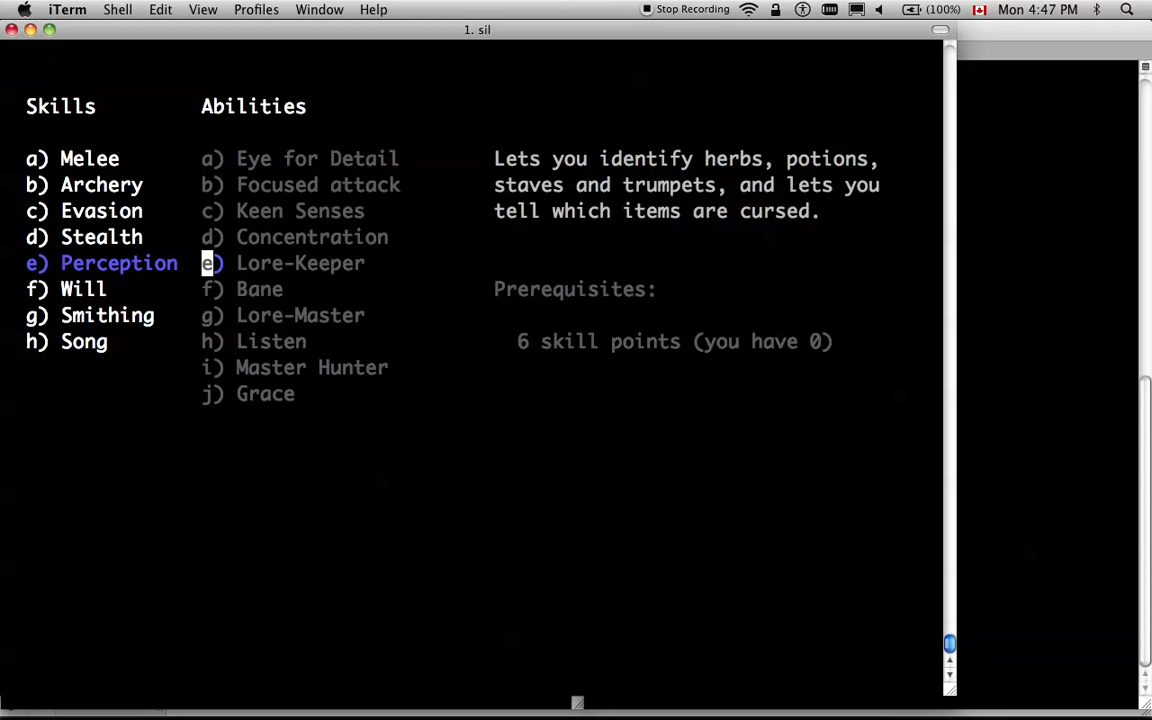 iTerm Shell Edit View Profiles Window Help Stop Recording (100%) Mon 4:47 PM
1. sil
Skills Abilities
a) Melee a) Eye for Detail Lets you identify herbs, potions,
b) Archery b) Focused attack staves and trumpets, and lets you
c) Evasion c) Keen Senses tell which items are cursed.
d) Stealth d) Concentration
e) Perception e) Lore-Keeper
f) Will f) Bane Prerequisites:
g) Smithing g) Lore-Master
h) Song h) Listen 6 skill points (you have 0)
i) Master Hunter
j) Grace